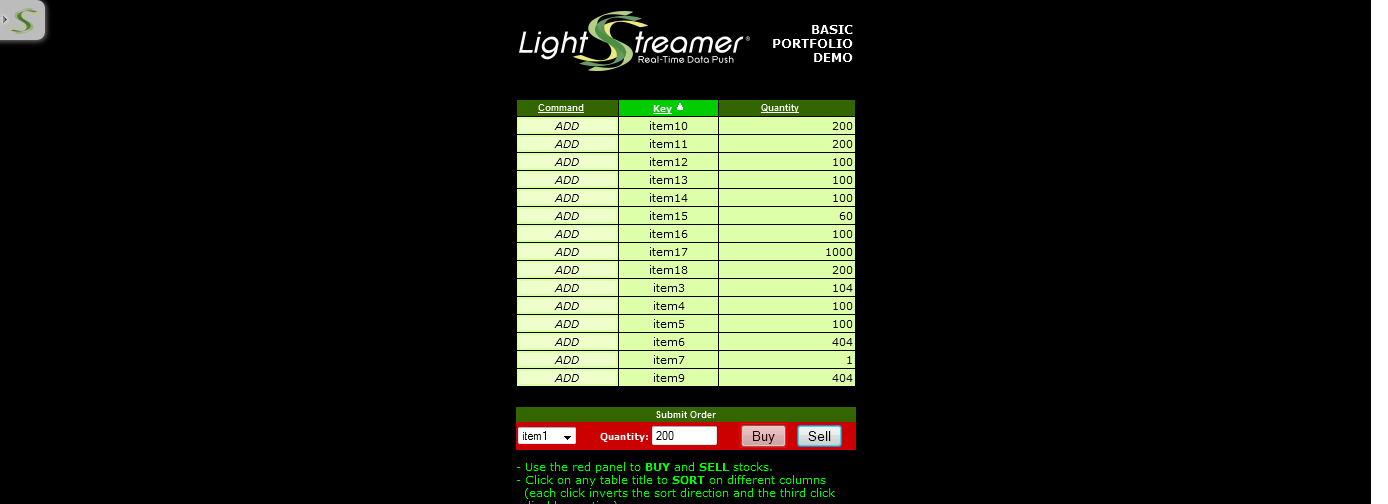 LightStreamer®
Real-Time Data Push
BASIC
PORTFOLIO
DEMO
Command Key Quantity
ADD item10 200
ADD item11 200
ADD item12 100
ADD item13 100
ADD item14 100
ADD item15 60
ADD item16 100
ADD item17 1000
ADD item18 200
ADD item3 104
ADD item4 100
ADD item5 100
ADD item6 404
ADD item7 1
ADD item9 404
Submit Order
item1 Quantity: 200 Buy Sell
- Use the red panel to BUY and SELL stocks.
- Click on any table title to SORT on different columns
(each click inverts the sort direction and the third click